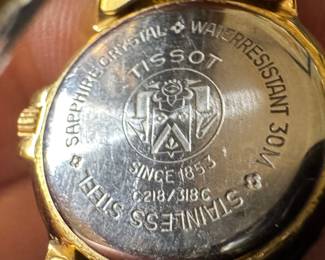 SAPPHIRE CRYSTAL ✥ WATERRESISTANT 30M ✥ STAINLESS STEEL ✥
TISSOT
SINCE 1853
C218/318C